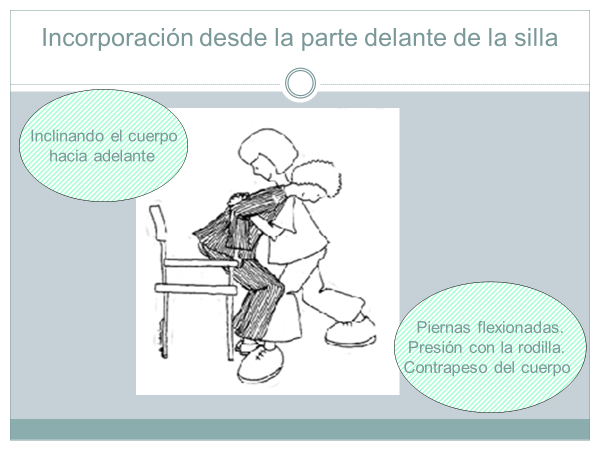 Incorporación desde la parte delante de la silla
Inclinando el cuerpo
hacia adelante
Piernas flexionadas.
Presión con la rodilla.
Contrapeso del cuerpo